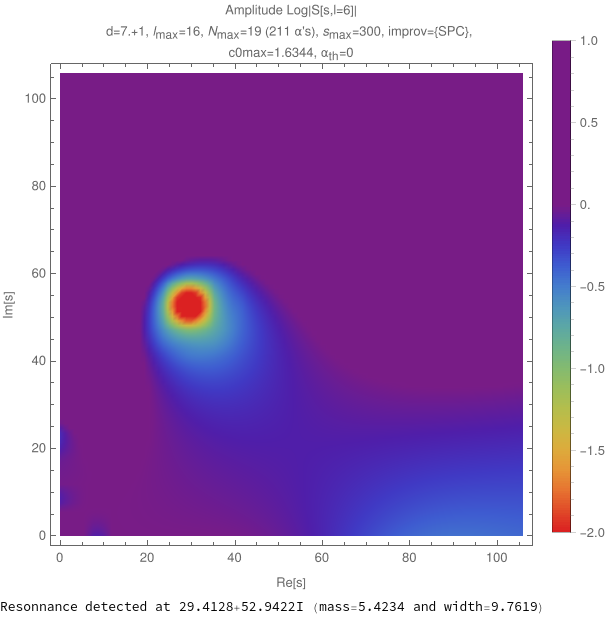 Amplitude Log|S[s,l=6]|
d=7.+1, lmax=16, Nmax=19 (211 α's), smax=300, improv={SPC},
c0max=1.6344, αth=0
1.0
0.5
0.
−0.5
−1.0
−1.5
−2.0
100
80
60
40
20
0
Im[s]
0 20 40 60 80 100
Re[s]
Resonnance detected at 29.4128+52.9422I (mass=5.4234 and width=9.7619)